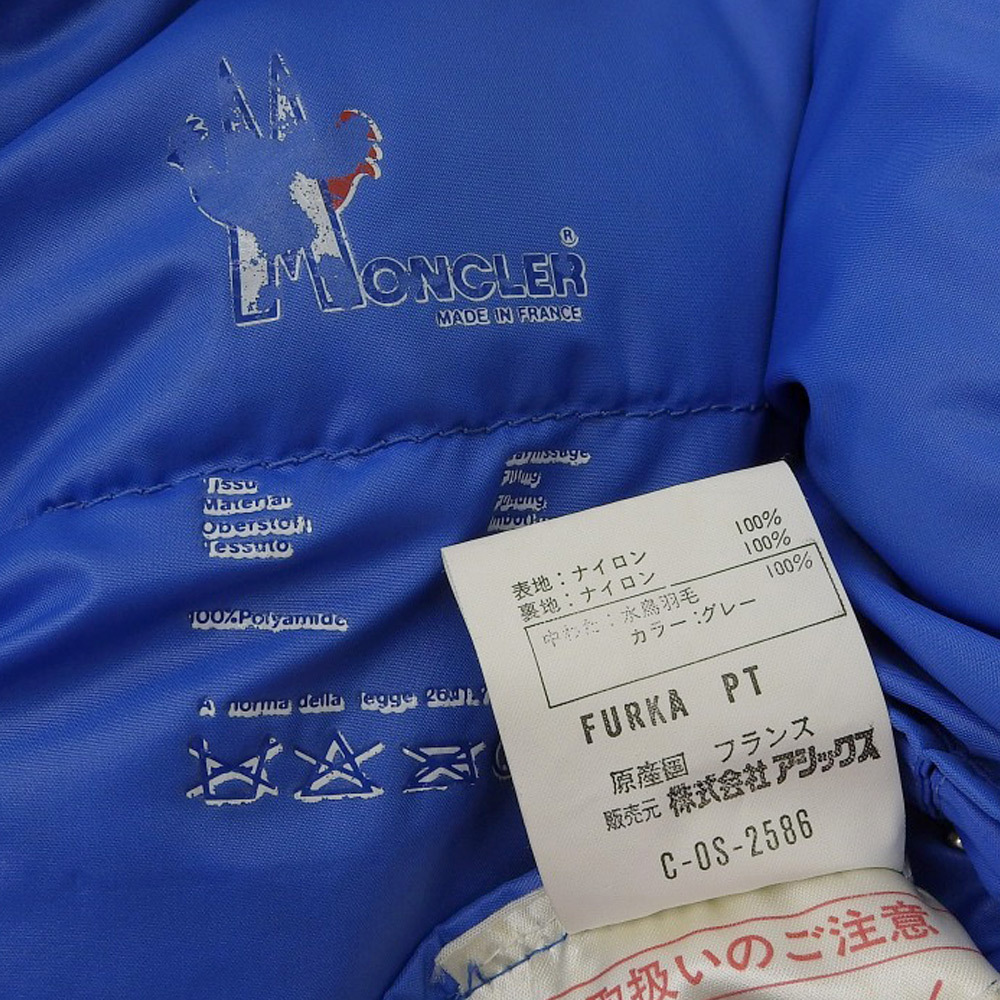 MONCLER ®
MADE IN FRANCE
Tissu
Material
Oberstoff
Tessuto
Filling
100%Polyamide
A norma della legge
表地:ナイロン 100%
裏地:ナイロン 100%
中わた:水鳥羽毛 100%
カラー:グレー
FURKA PT
原産国 フランス
販売元 株式会社アシックス
C-OS-2586
取扱いのご注意